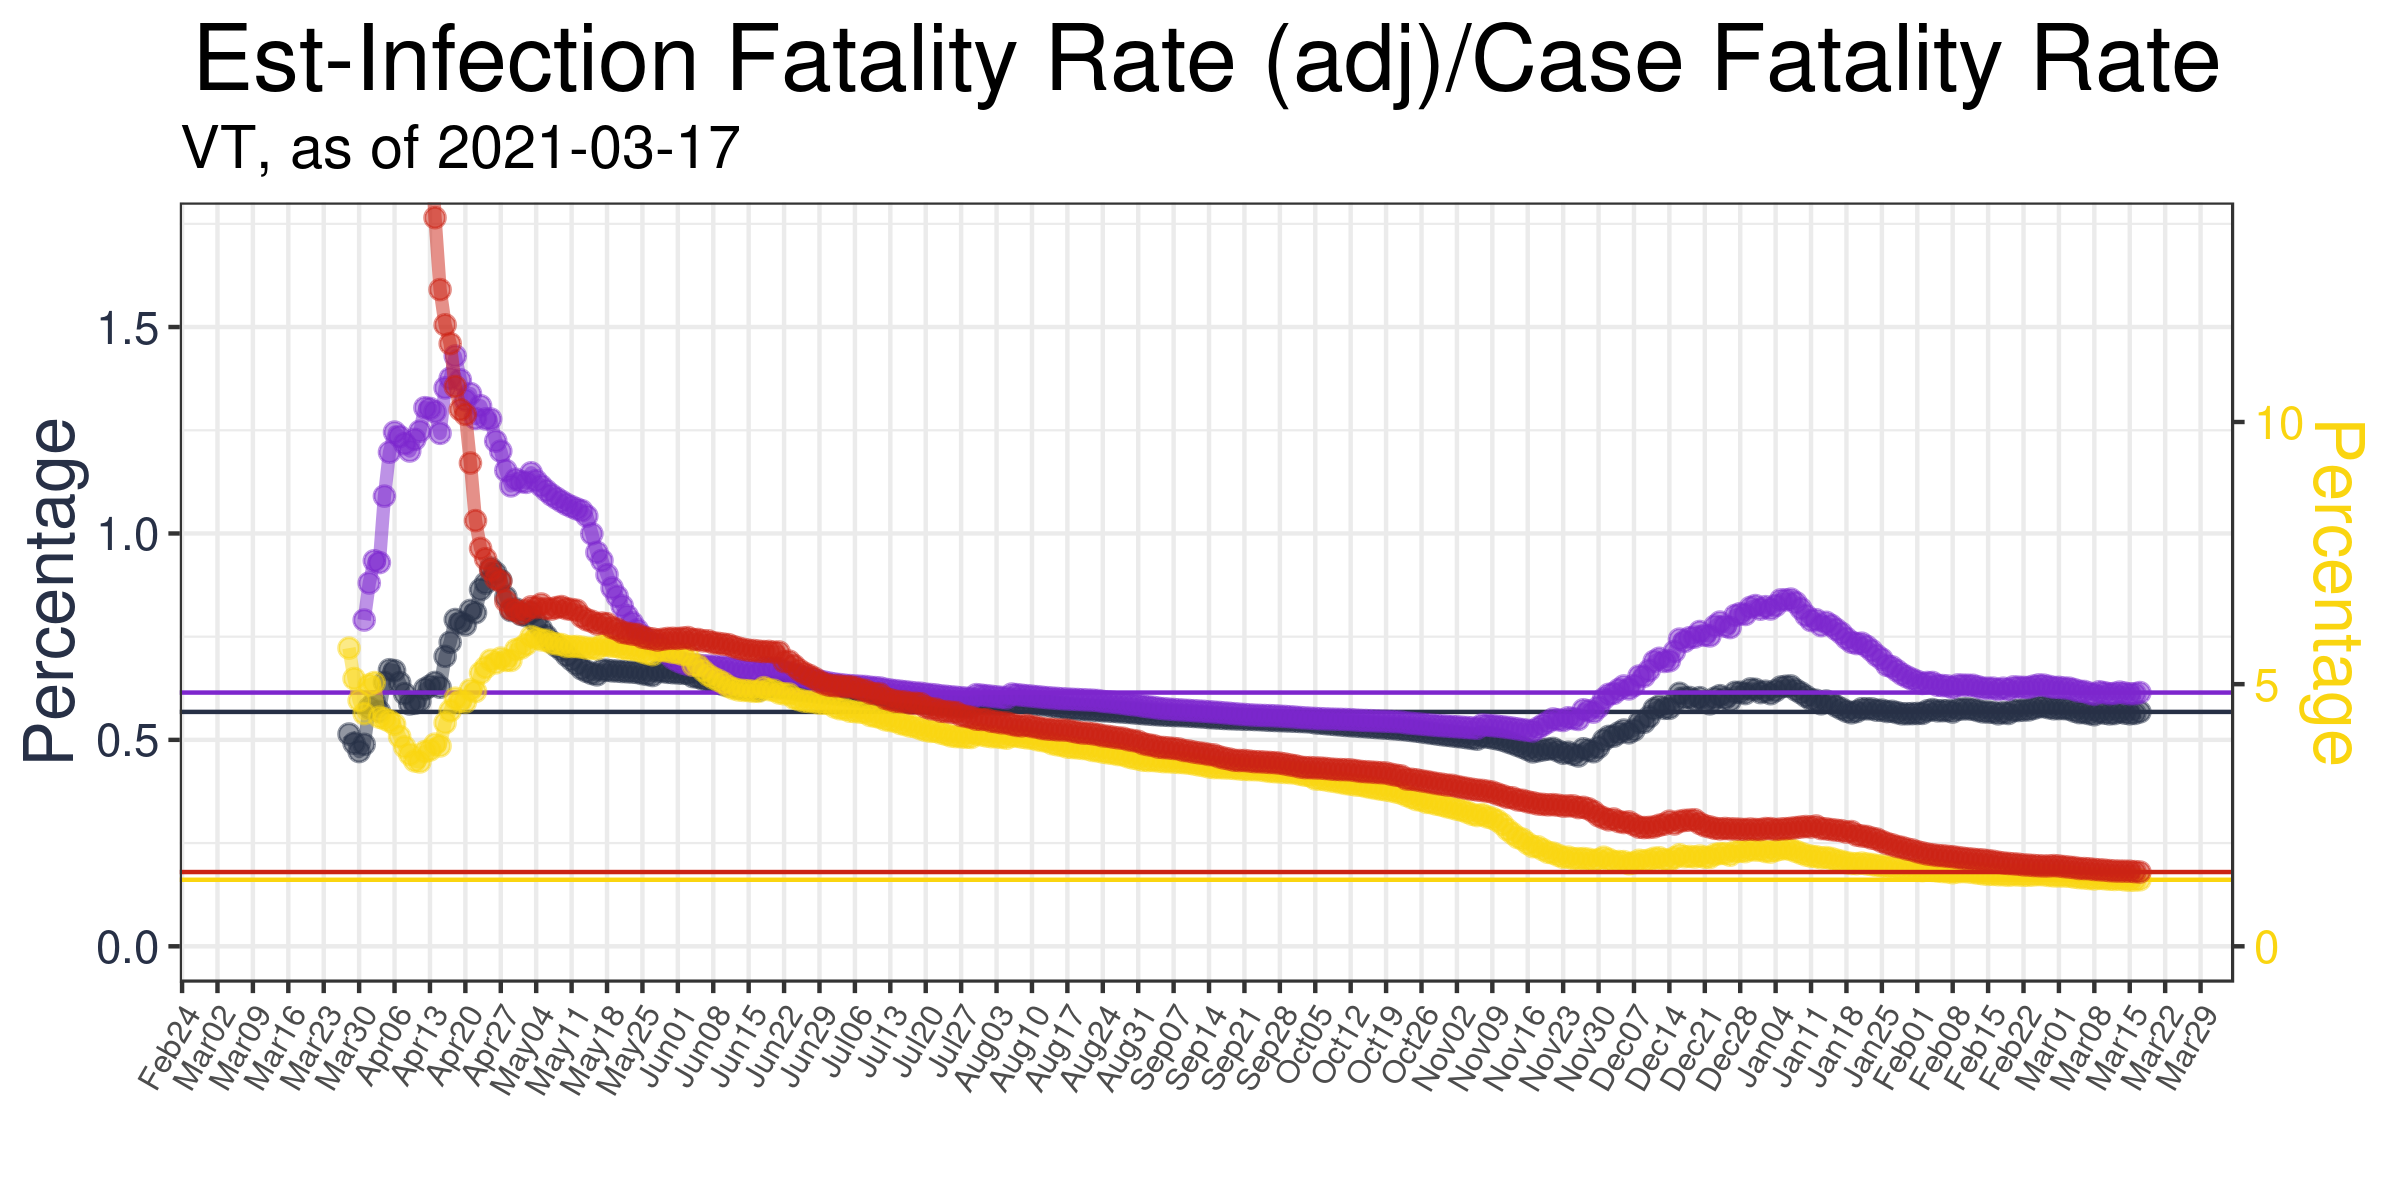 Est-Infection Fatality Rate (adj)/Case Fatality Rate
VT, as of 2021-03-17
Percentage
1.5
1.0
0.5
0.0
10
5
0
Percentage
Feb24
Mar02
Mar09
Mar16
Mar23
Mar30
Apr06
Apr13
Apr20
Apr27
May04
May11
May18
May25
Jun01
Jun08
Jun15
Jun22
Jun29
Jul06
Jul13
Jul20
Jul27
Aug03
Aug10
Aug17
Aug24
Aug31
Sep07
Sep14
Sep21
Sep28
Oct05
Oct12
Oct19
Oct26
Nov02
Nov09
Nov16
Nov23
Nov30
Dec07
Dec14
Dec21
Dec28
Jan04
Jan11
Jan18
Jan25
Feb01
Feb08
Feb15
Feb22
Mar01
Mar08
Mar15
Mar22
Mar29